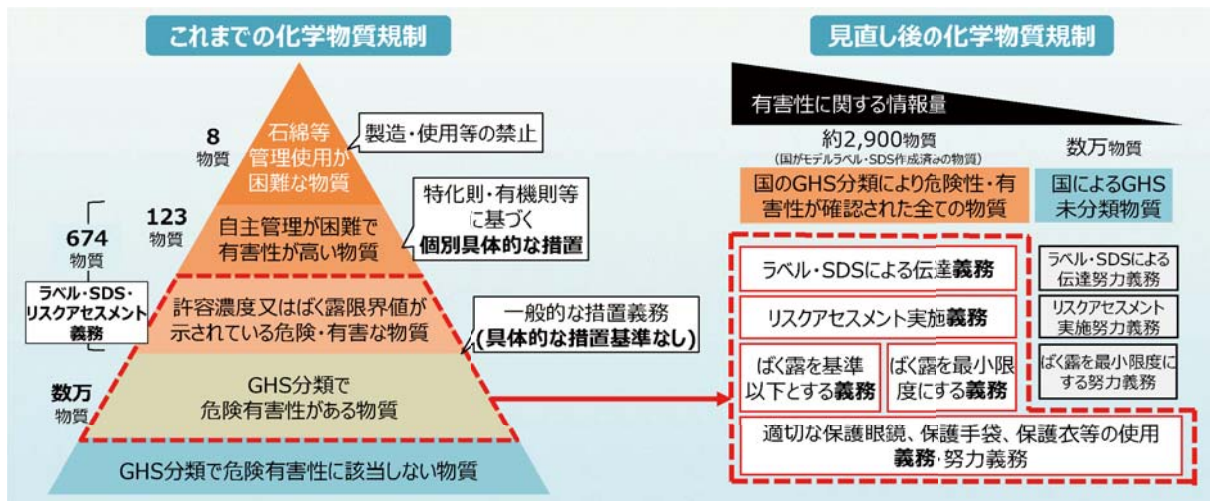 これまでの化学物質規制
8
物質
石綿等
管理使用が
困難な物質
製造・使用等の禁止
123
物質
自主管理が困難で
有害性が高い物質
特化則・有機則等
に基づく
個別具体的な措置
674
物質
ラベル・SDS・
リスクアセスメント
義務
許容濃度又はばく露限界値が
示されている危険・有害な物質
一般的な措置義務
(具体的な措置基準なし)
数万
物質
GHS分類で
危険有害性がある物質
GHS分類で危険有害性に該当しない物質
見直し後の化学物質規制
有害性に関する情報量
約2,900物質
(国がモデルラベル・SDS作成済みの物質)
数万物質
国のGHS分類により危険性・有
害性が確認された全ての物質
国によるGHS
未分類物質
ラベル・SDSによる伝達義務
リスクアセスメント実施義務
ばく露を基準
以下とする義務
ばく露を最小限
度にする義務
ラベル・SDSによる
伝達努力義務
リスクアセスメント
実施努力義務
ばく露を最小限度に
する努力義務
適切な保護眼鏡、保護手袋、保護衣等の使用
義務・努力義務